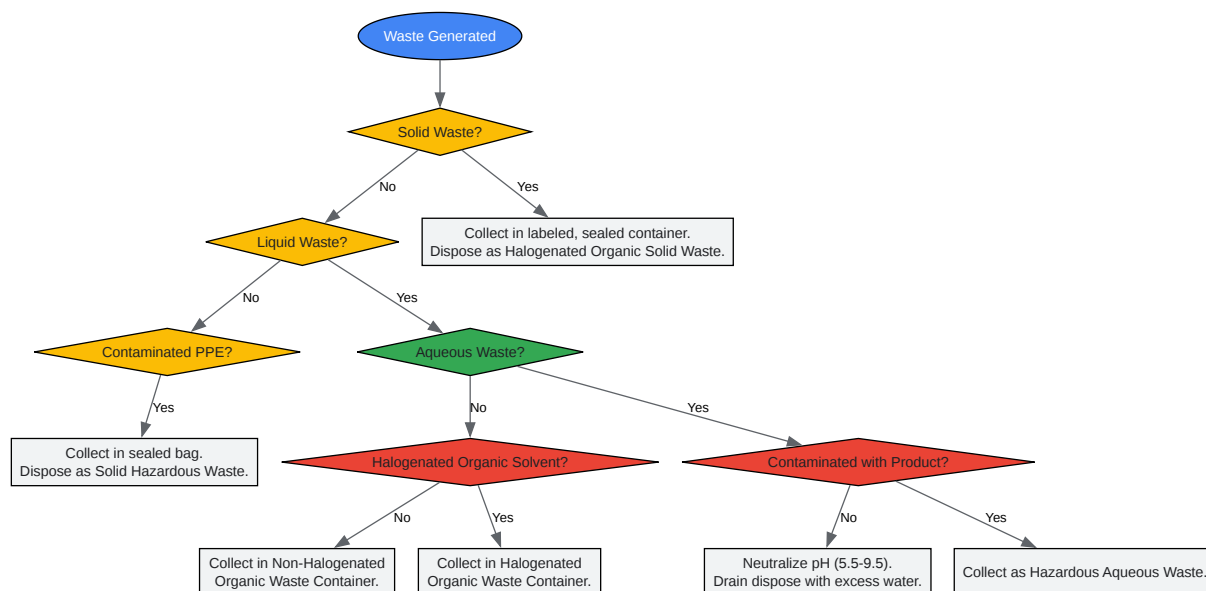 Waste Generated
Solid Waste?
No
Yes
Liquid Waste?
Collect in labeled, sealed container.
Dispose as Halogenated Organic Solid Waste.
No
Yes
Contaminated PPE?
Aqueous Waste?
Yes
No
Yes
Collect in sealed bag.
Dispose as Solid Hazardous Waste.
Halogenated Organic Solvent?
Contaminated with Product?
No
Yes
No
Yes
Collect in Non-Halogenated
Organic Waste Container.
Collect in Halogenated
Organic Waste Container.
Neutralize pH (5.5-9.5).
Drain dispose with excess water.
Collect as Hazardous Aqueous Waste.